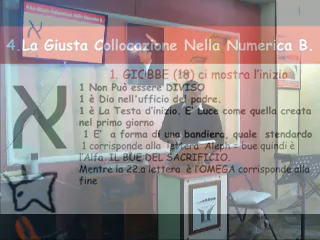 4.La Giusta Collocazione Nella Numerica B.
1. GIOBBE (18) ci mostra l'inizio
1 Non Può essere DIVISO
1 è Dio nell'ufficio del padre.
1 è La Testa d'inizio. E' Luce come quella creata
nel primo giorno
1 E' a forma di una bandiera, quale stendardo
1 corrisponde alla lettera Aleph = bue quindi è
l'Alfa. IL BUE DEL SACRIFICIO.
Mentre la 22.a lettera è l'OMEGA corrisponde alla
fine
א